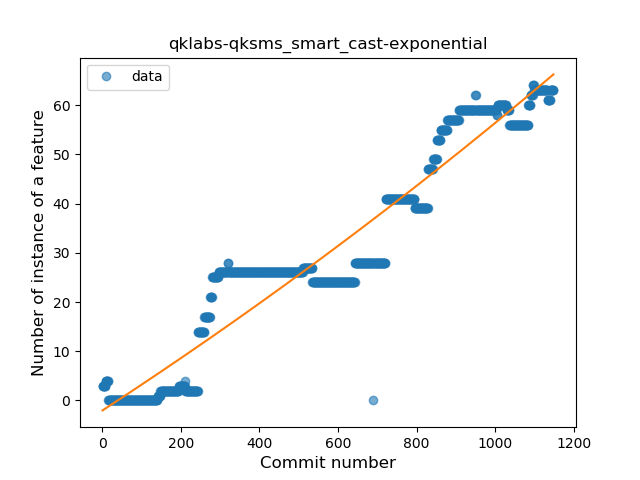 qklabs-qksms_smart_cast-exponential
data
Number of instance of a feature
60
50
40
30
20
10
0
0 200 400 600 800 1000 1200
Commit number